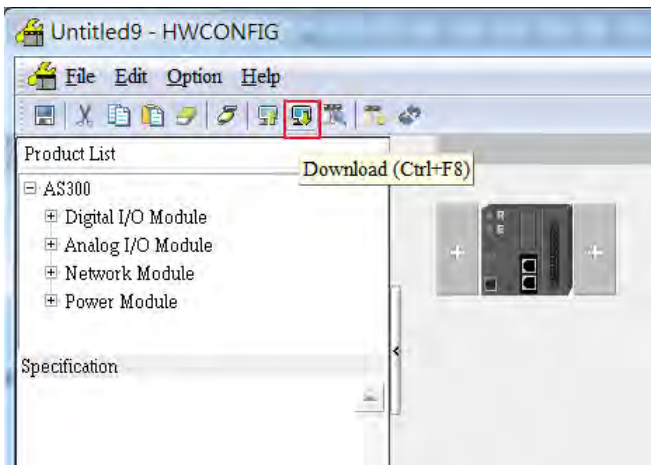 Untitled9 - HWCONFIG
File Edit Option Help
Product List
Download (Ctrl+F8)
AS300
Digital I/O Module
Analog I/O Module
Network Module
Power Module
R
E
Specification